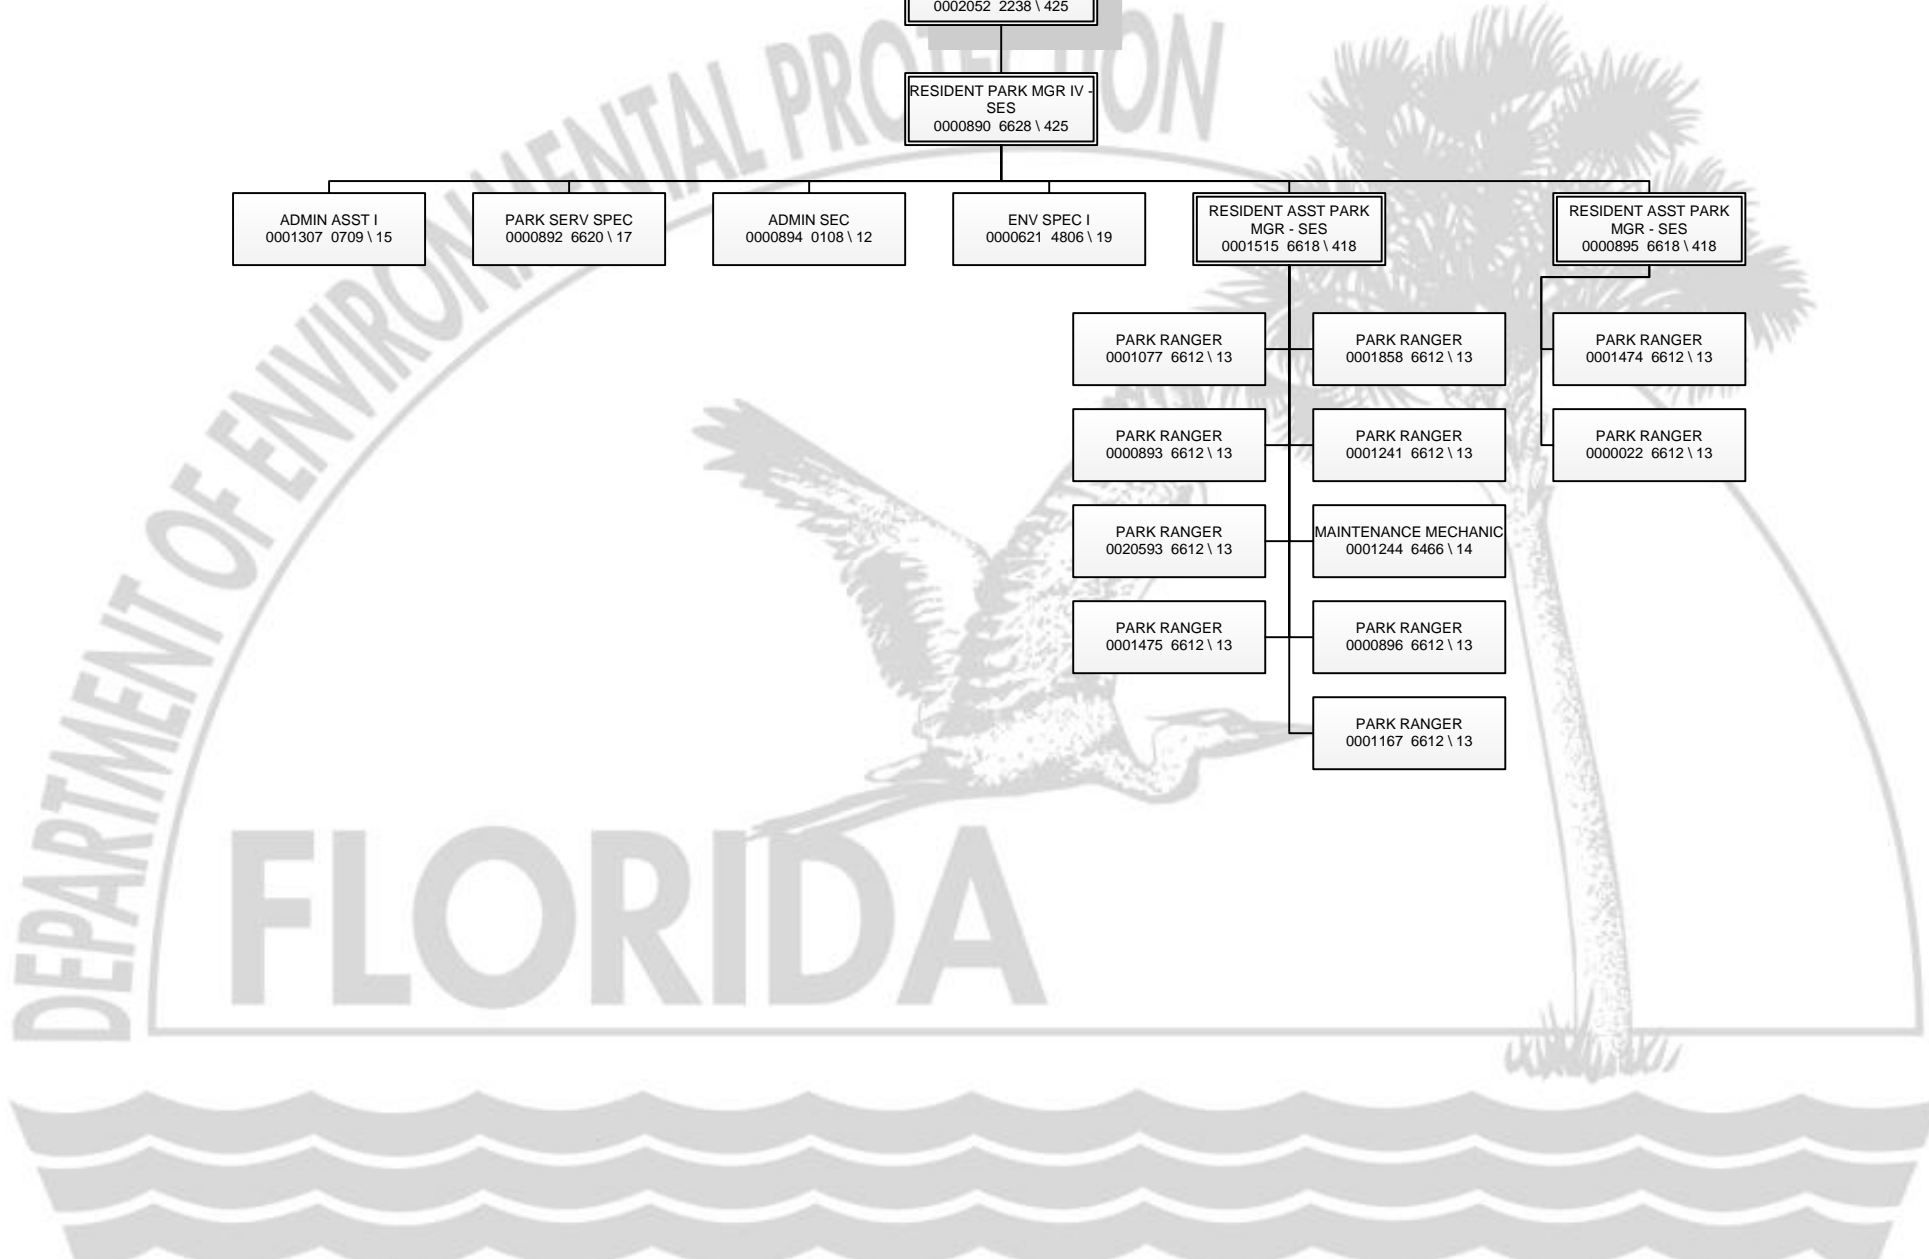 0002052 2238 \ 425
RESIDENT PARK MGR IV -
SES
0000890 6628 \ 425
ADMIN ASST I
0001307 0709 \ 15
PARK SERV SPEC
0000892 6620 \ 17
ADMIN SEC
0000894 0108 \ 12
ENV SPEC I
0000621 4806 \ 19
RESIDENT ASST PARK
MGR - SES
0001515 6618 \ 418
RESIDENT ASST PARK
MGR - SES
0000895 6618 \ 418
PARK RANGER
0001077 6612 \ 13
PARK RANGER
0001858 6612 \ 13
PARK RANGER
0001474 6612 \ 13
PARK RANGER
0000893 6612 \ 13
PARK RANGER
0001241 6612 \ 13
PARK RANGER
0000022 6612 \ 13
PARK RANGER
0020593 6612 \ 13
MAINTENANCE MECHANIC
0001244 6466 \ 14
PARK RANGER
0001475 6612 \ 13
PARK RANGER
0000896 6612 \ 13
PARK RANGER
0001167 6612 \ 13
DEPARTMENT OF ENVIRONMENTAL PROTECTION
FLORIDA